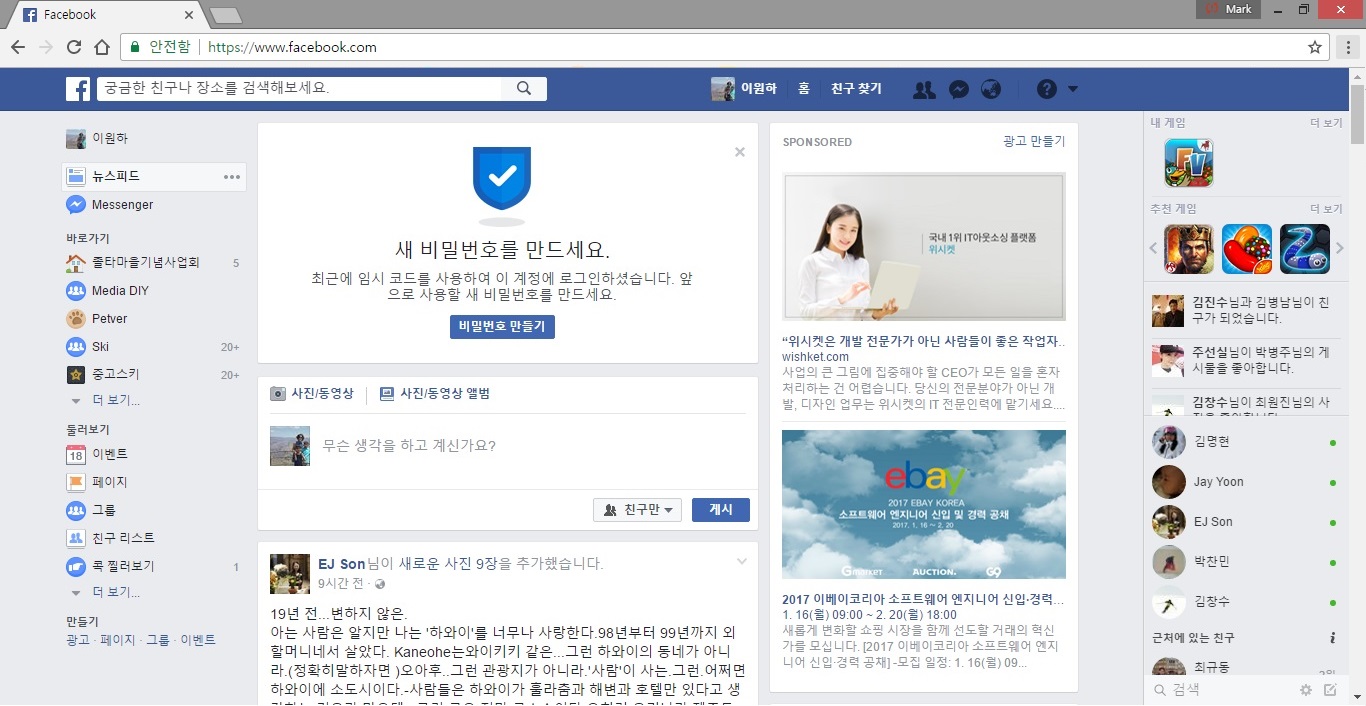 Facebook
Mark
안전함
https://www.facebook.com
궁금한 친구나 장소를 검색해보세요.
이원하 홈 친구 찾기
이원하
뉴스피드
Messenger
바로가기
졸타마을기념사업회 5
Media DIY
Petver
Ski 20+
중고스키 20+
더 보기...
둘러보기
18 이벤트
페이지
그룹
친구 리스트
콕 찔러보기 1
더 보기...
만들기
광고 · 페이지 · 그룹 · 이벤트
새 비밀번호를 만드세요.
최근에 임시 코드를 사용하여 이 계정에 로그인하셨습니다. 앞
으로 사용할 새 비밀번호를 만드세요.
비밀번호 만들기
사진/동영상 사진/동영상 앨범
무슨 생각을 하고 계신가요?
친구만 게시
EJ Son님이 새로운 사진 9장을 추가했습니다.
9시간 전 ·
19년 전...변하지 않은.
아는 사람은 알지만 나는 '하와이'를 너무나 사랑한다.98년부터 99년까지 외
할머니네서 살았다. Kaneohe는와이키키 같은...그런 하와이의 동네가 아니
라.(정확히말하자면 )오아후..그런 관광지가 아니라.'사람'이 사는.그런.어쩌면
하와이에 소도시이다.-사람들은 하와이가 훌라춤과 해변과 호텔만 있다고 생
SPONSORED 광고 만들기
국내 1위 IT아웃소싱 플랫폼
위시켓
“위시켓은 개발 전문가가 아닌 사람들이 좋은 작업자..
wishket.com
사업의 큰 그림에 집중해야 할 CEO가 모든 일을 혼자
처리하는 건 어렵습니다. 당신의 전문분야가 아닌 개
발, 디자인 업무는 위시켓의 IT 전문인력에 맡기세요....
ebay
2017 EBAY KOREA
소프트웨어 엔지니어 신입 및 경력 공채
2017. 1. 16 ~ 2. 20
Gmarket AUCTION. G9
2017 이베이코리아 소프트웨어 엔지니어 신입·경력...
1. 16(월) 09:00 ~ 2. 20(월) 18:00
새롭게 변화할 쇼핑 시장을 함께 선도할 거래의 혁신
가를 모십니다. [2017 이베이코리아 소프트웨어 엔지
니어 신입·경력 공채] -모집 일정: 1. 16(월) 09...
내 게임 더 보기
FV
추천 게임 더 보기
김진수님과 김병남님이 친
구가 되었습니다.
주선실님이 박병주님의 게
시물을 좋아합니다.
김창수님이 최원진님의 사
김명현
Jay Yoon
EJ Son
박찬민
김창수
근처에 있는 친구
최규동
검색